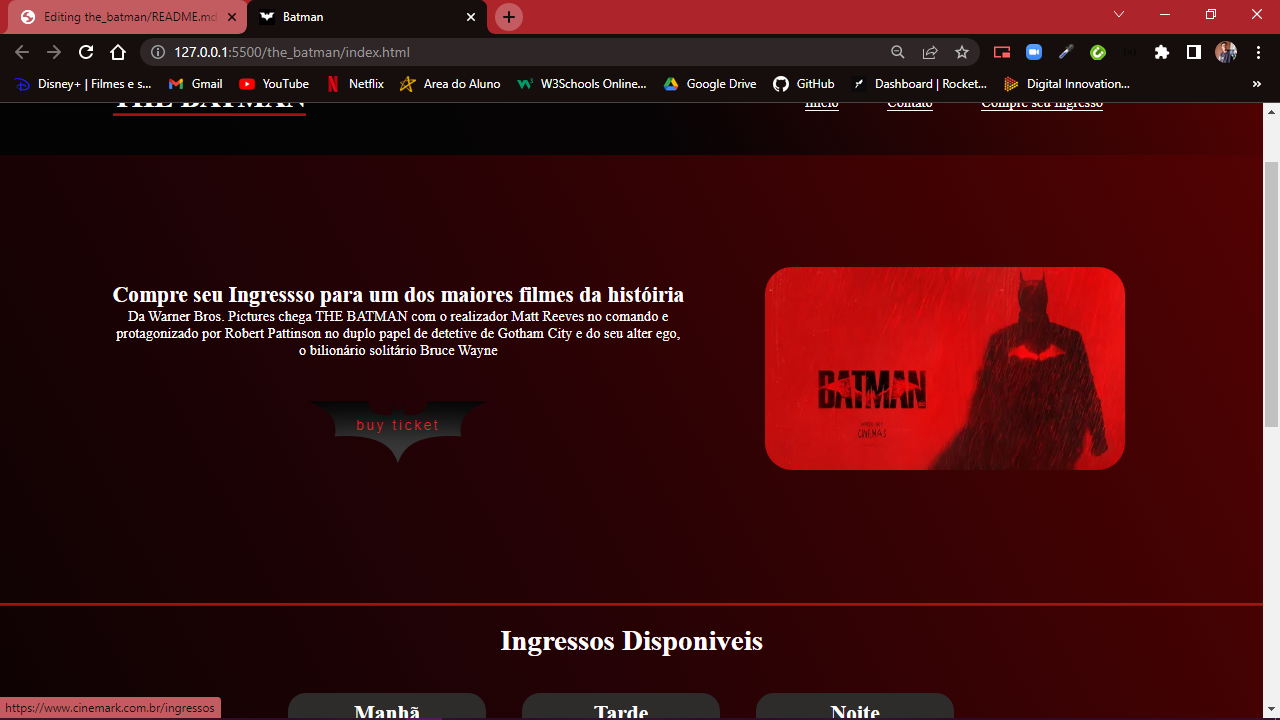 Editing the_batman/README.md
Batman
127.0.0.1:5500/the_batman/index.html
Disney+ | Filmes e s...
Gmail
YouTube
Netflix
Area do Aluno
W3Schools Online...
Google Drive
GitHub
Dashboard | Rocket...
Digital Innovation...
»
THE BATMAN
Início
Contato
Compre seu Ingresso
Compre seu Ingressso para um dos maiores filmes da históiria
Da Warner Bros. Pictures chega THE BATMAN com o realizador Matt Reeves no comando e
protagonizado por Robert Pattinson no duplo papel de detetive de Gotham City e do seu alter ego,
o bilionário solitário Bruce Wayne
buy ticket
BATMAN
CINEMAS
Ingressos Disponiveis
Manhã
Tarde
Noite
https://www.cinemark.com.br/ingressos